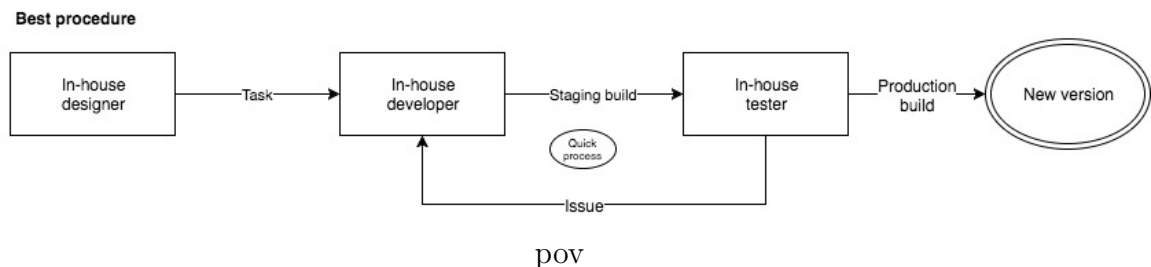 Best procedure
In-house
designer
Task
In-house
developer
Staging build
In-house
tester
Production
build
New version
Quick
process
Issue
pov